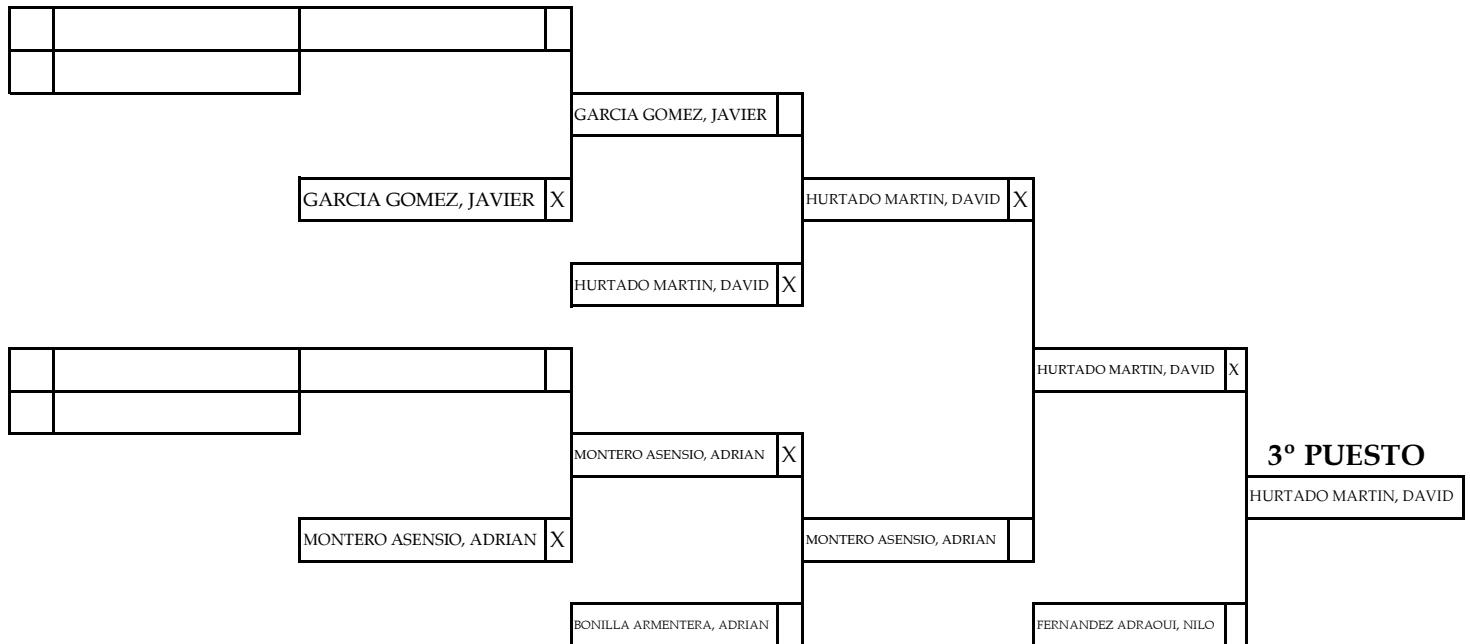 GARCIA GOMEZ, JAVIER
GARCIA GOMEZ, JAVIER X
HURTADO MARTIN, DAVID X
HURTADO MARTIN, DAVID X
HURTADO MARTIN, DAVID X
MONTERO ASENSIO, ADRIAN X
3º PUESTO
HURTADO MARTIN, DAVID
MONTERO ASENSIO, ADRIAN X
MONTERO ASENSIO, ADRIAN
BONILLA ARMENTERA, ADRIAN
FERNANDEZ ADRAOUI, NILO